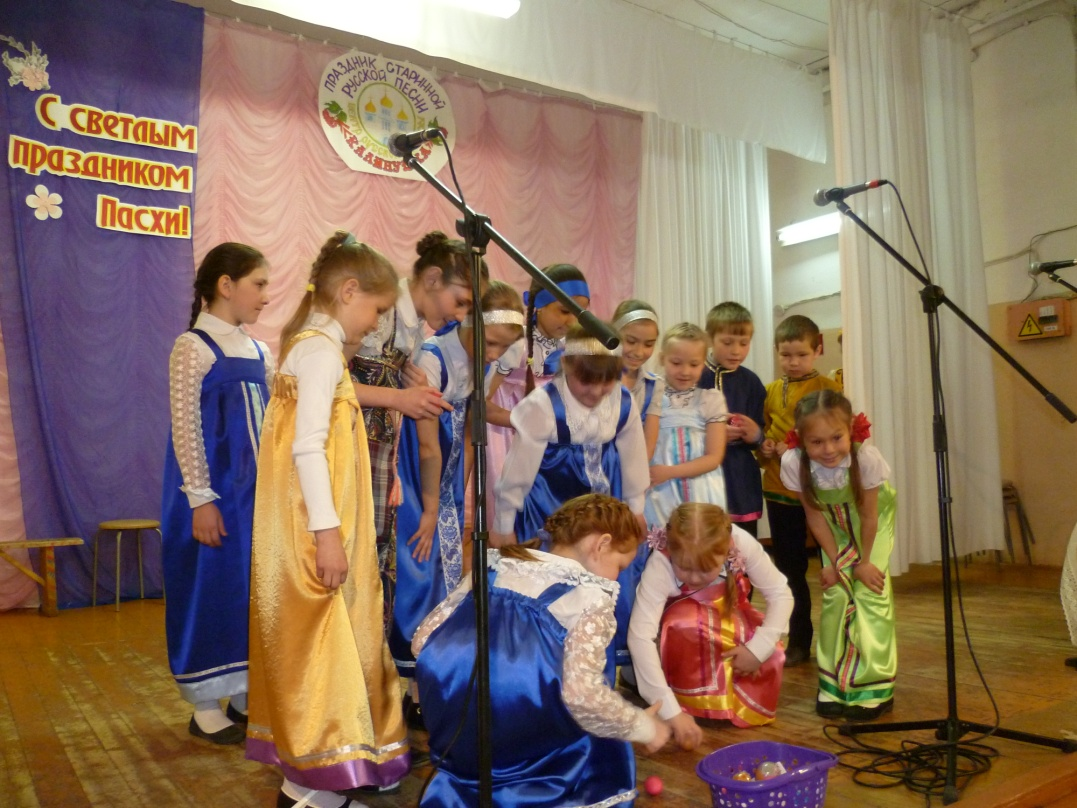 С светлым
праздником
Пасхи!
ПРАЗДНИК СТАРИННОЙ
РУССКОЙ ПЕСНИ